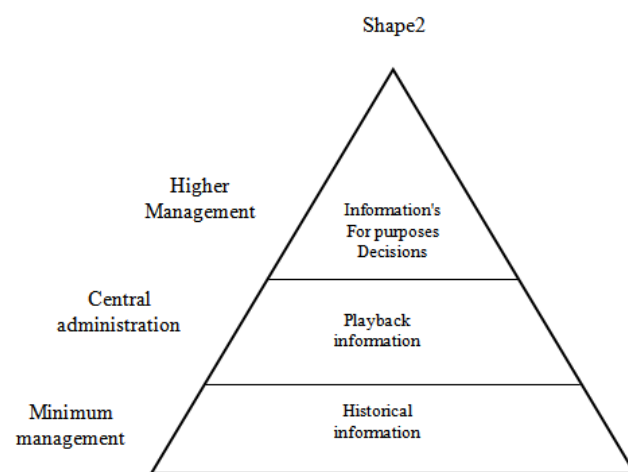 Shape2
Higher
Management
Information's
For purposes
Decisions
Central
administration
Playback
information
Minimum
management
Historical
information